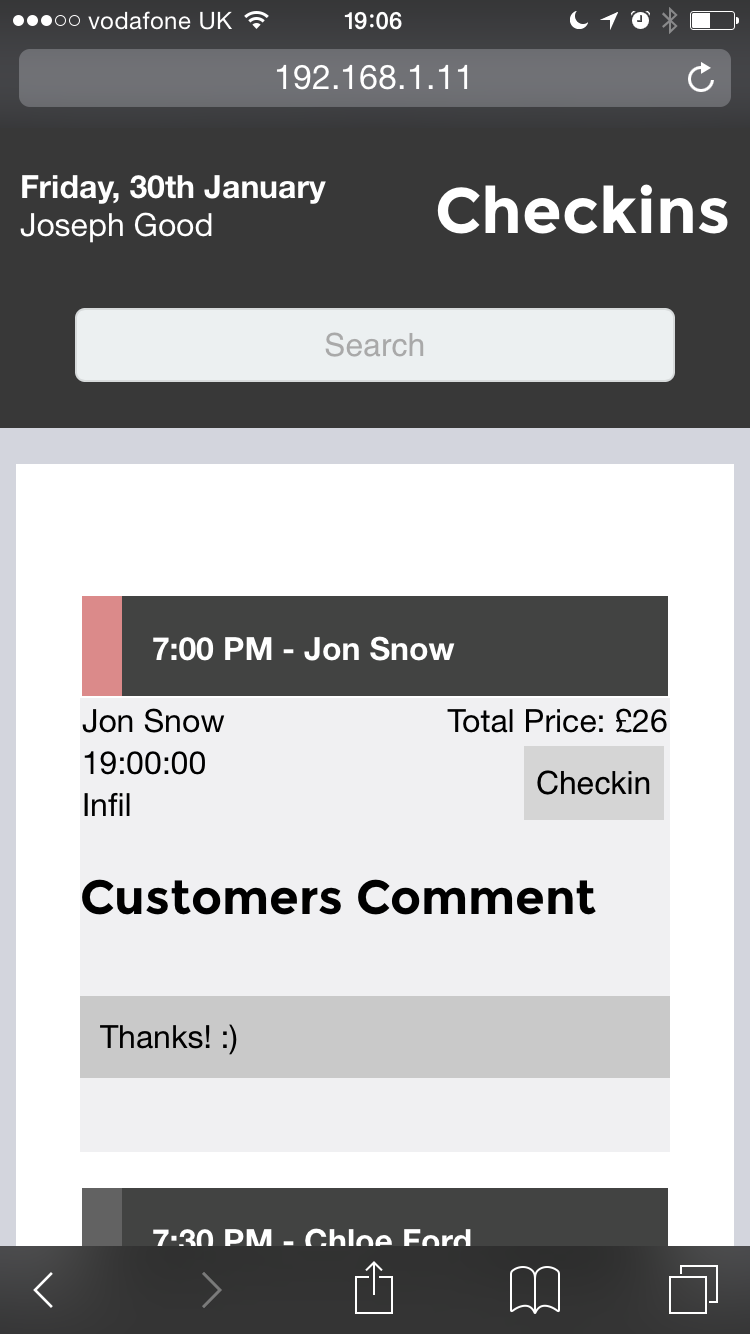 vodafone UK 19:06
192.168.1.11
Friday, 30th January
Joseph Good
Checkins
Search
7:00 PM - Jon Snow
Jon Snow
Total Price: £26
19:00:00
Checkin
Infil
Customers Comment
Thanks! :)
7:30 PM - Chloe Ford